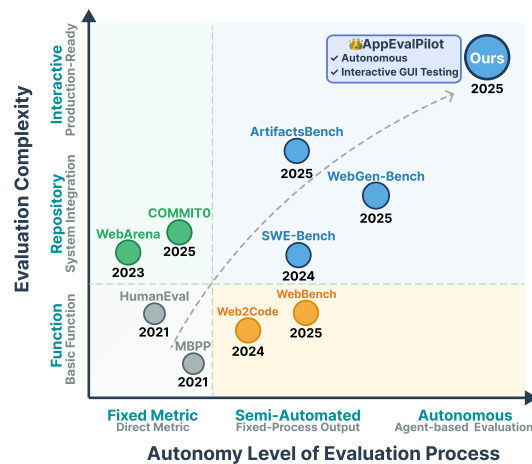 👑AppEvalPilot
✓ Autonomous
✓ Interactive GUI Testing
Ours
2025
ArtifactsBench
2025
WebGen-Bench
2025
COMMIT0
2025
WebArena
2023
SWE-Bench
2024
HumanEval
2021
MBPP
2021
WebBench
2025
Web2Code
2024
Evaluation Complexity
Interactive
Production-Ready
Repository
System Integration
Function
Basic Function
Fixed Metric
Direct Metric
Semi-Automated
Fixed-Process Output
Autonomous
Agent-based Evaluation
Autonomy Level of Evaluation Process